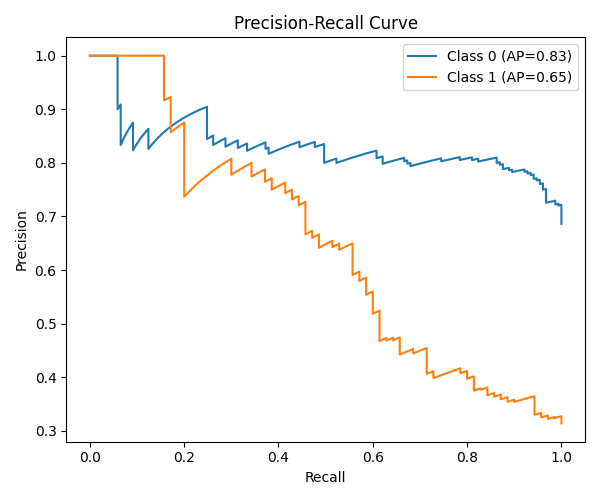 Precision-Recall Curve
Class 0 (AP=0.83)
Class 1 (AP=0.65)
Precision
1.0
0.9
0.8
0.7
0.6
0.5
0.4
0.3
0.0 0.2 0.4 0.6 0.8 1.0
Recall